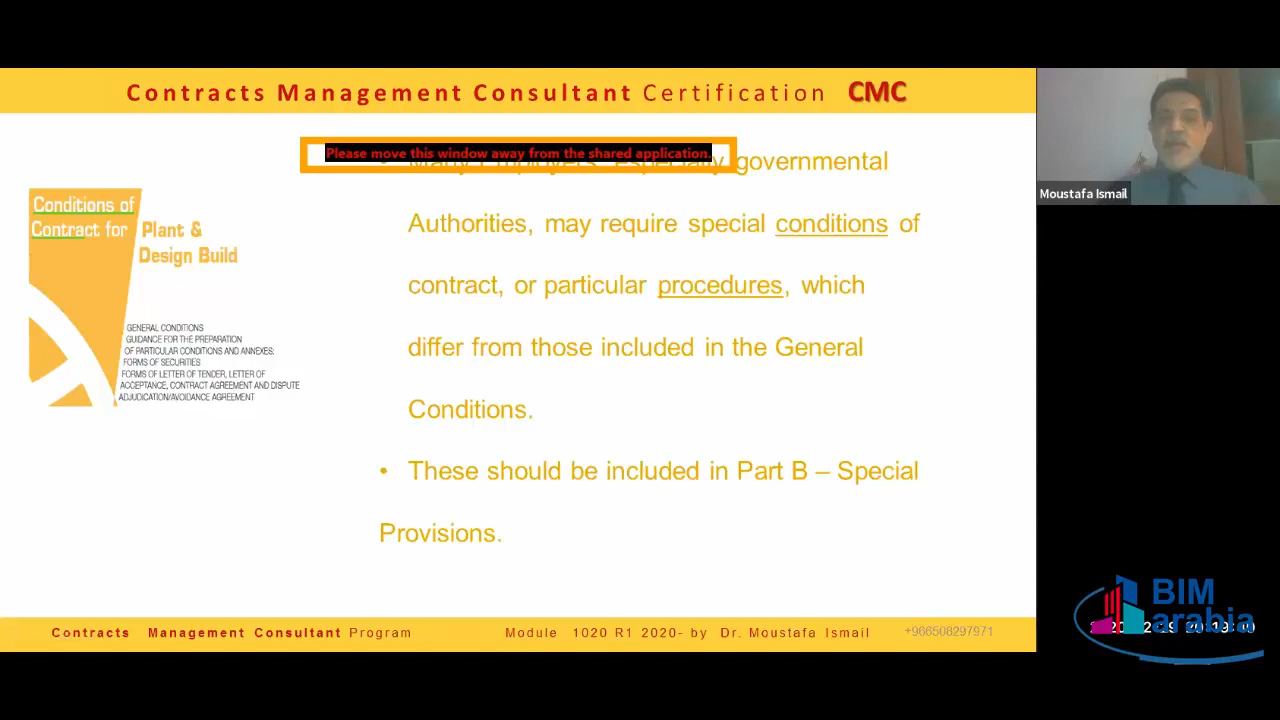 Contracts Management Consultant Certification CMC
Please move this window away from the shared application.
• Many Employers, especially governmental
Authorities, may require special conditions of
contract, or particular procedures, which
differ from those included in the General
Conditions.
• These should be included in Part B – Special
Provisions.
Conditions of
Contract for Plant &
Design Build
GENERAL CONDITIONS
GUIDANCE FOR THE PREPARATION
OF PARTICULAR CONDITIONS AND ANNEXES:
FORMS OF SECURITIES
FORMS OF LETTER OF TENDER, LETTER OF
ACCEPTANCE, CONTRACT AGREEMENT AND DISPUTE
ADJUDICATION/AVOIDANCE AGREEMENT
Moustafa Ismail
Contracts Management Consultant Program
Module 1020 R1 2020- by Dr. Moustafa Ismail
+966508297971
BIM
arabia